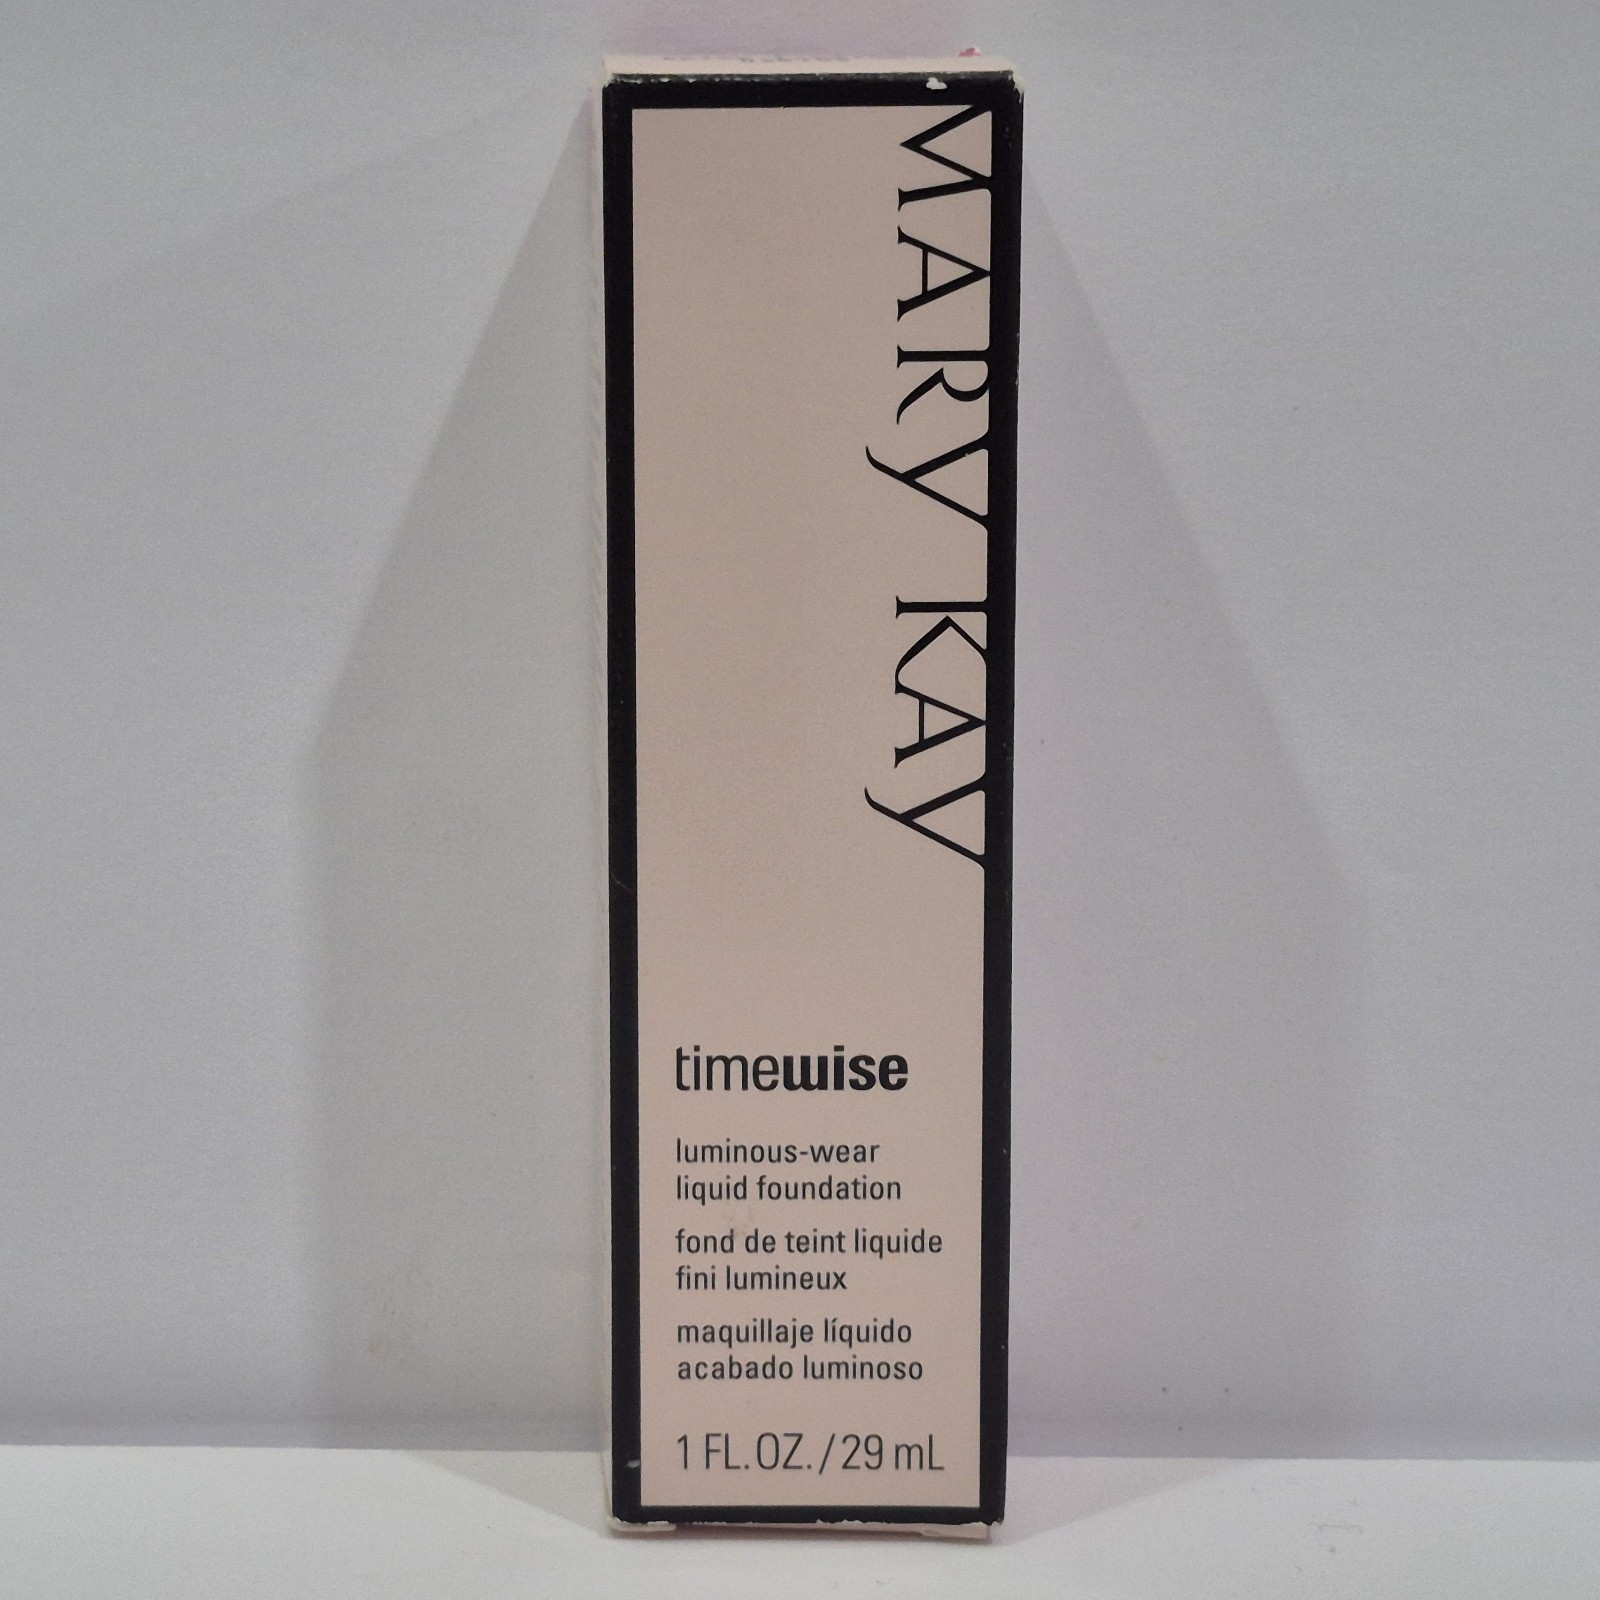 MARY KAY
timewise
luminous-wear
liquid foundation
fond de teint liquide
fini lumineux
maquillaje líquido
acabado luminoso
1 FL.OZ./29 mL